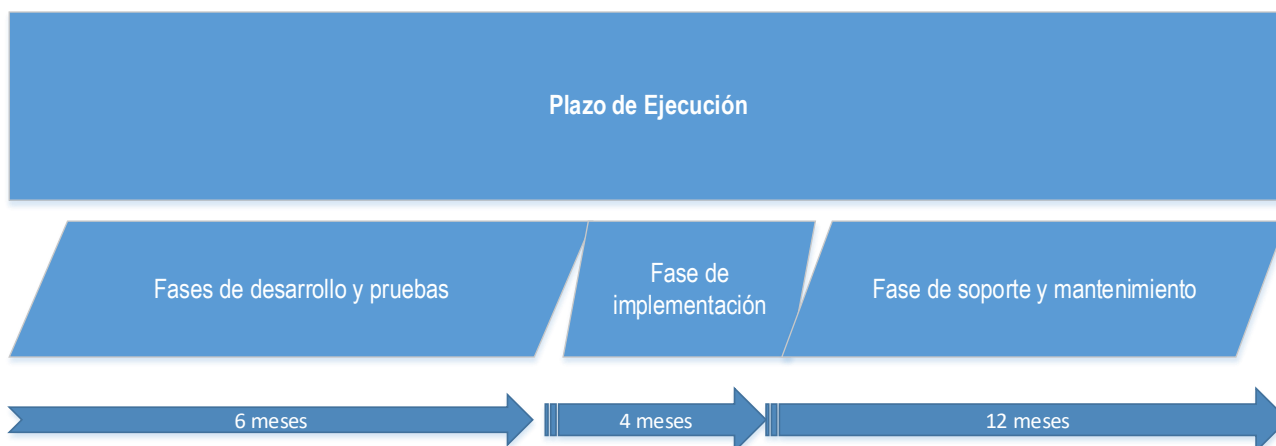 Plazo de Ejecución
Fases de desarrollo y pruebas
Fase de
implementación
Fase de soporte y mantenimiento
6 meses
4 meses
12 meses